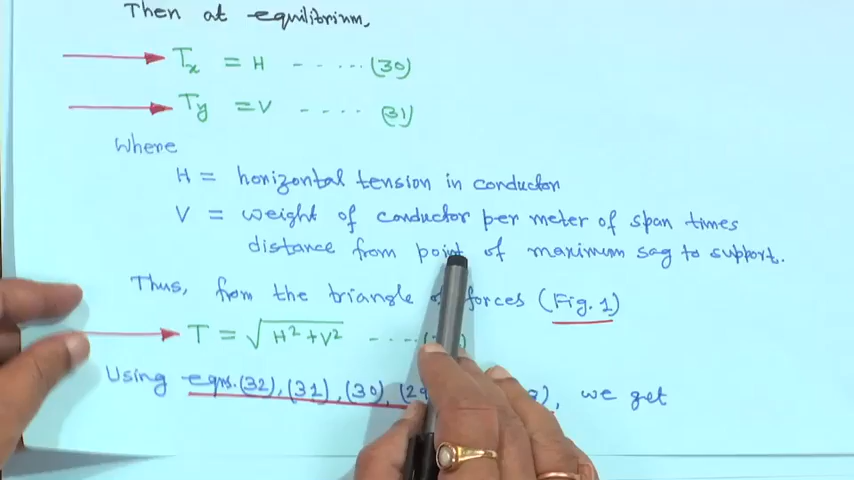 Then at equilibrium,
Tx = H ------ (30)
Ty = V ---- (31)
Where
H = horizontal tension in conductor
V = weight of conductor per meter of span times
distance from point of maximum sag to support.
Thus, from the triangle of forces (Fig. 1)
T = √H²+V² ----
Using eqns. (32), (31), (30), we get